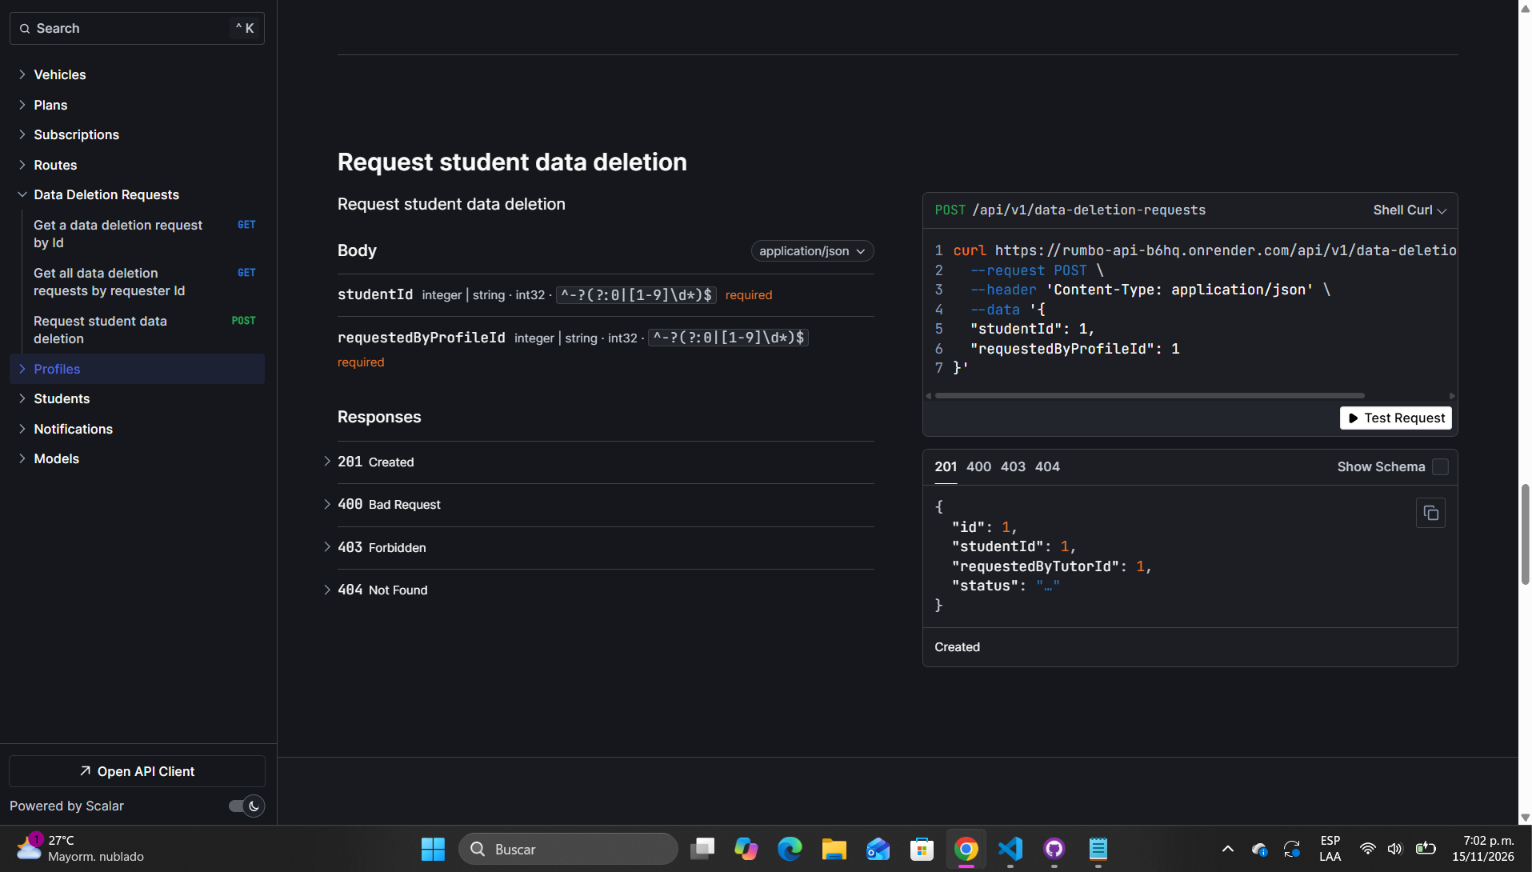 Search
^ K
Vehicles
Plans
Subscriptions
Routes
Data Deletion Requests
Get a data deletion request by Id
GET
Get all data deletion requests by requester Id
GET
Request student data deletion
POST
Profiles
Students
Notifications
Models
Open API Client
Powered by Scalar
Request student data deletion
Request student data deletion
Body
application/json
studentId integer | string · int32 · ^-?(?:0|[1-9]\d*)$ required
requestedByProfileId integer | string · int32 · ^-?(?:0|[1-9]\d*)$
required
Responses
201 Created
400 Bad Request
403 Forbidden
404 Not Found
POST /api/v1/data-deletion-requests
Shell Curl
1 curl https://rumbo-api-b6hq.onrender.com/api/v1/data-deletio
2 --request POST \
3 --header 'Content-Type: application/json' \
4 --data '{
5 "studentId": 1,
6 "requestedByProfileId": 1
7 }'
Test Request
201 400 403 404
Show Schema
{
"id": 1,
"studentId": 1,
"requestedByTutorId": 1,
"status": "…"
}
Created
1
27°C
Mayorm. nublado
Buscar
ESP
LAA
7:02 p. m.
15/11/2026